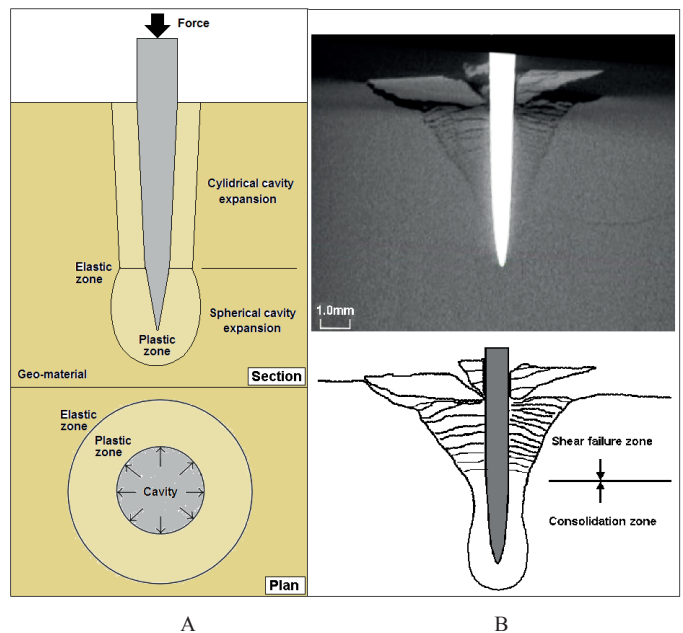 Force
Cylidrical cavity
expansion
Elastic
zone
Spherical cavity
expansion
Plastic
zone
Geo-material
Section
Elastic
zone
Plastic
zone
Cavity
Plan
A
1.0mm
Shear failure zone
Consolidation zone
B